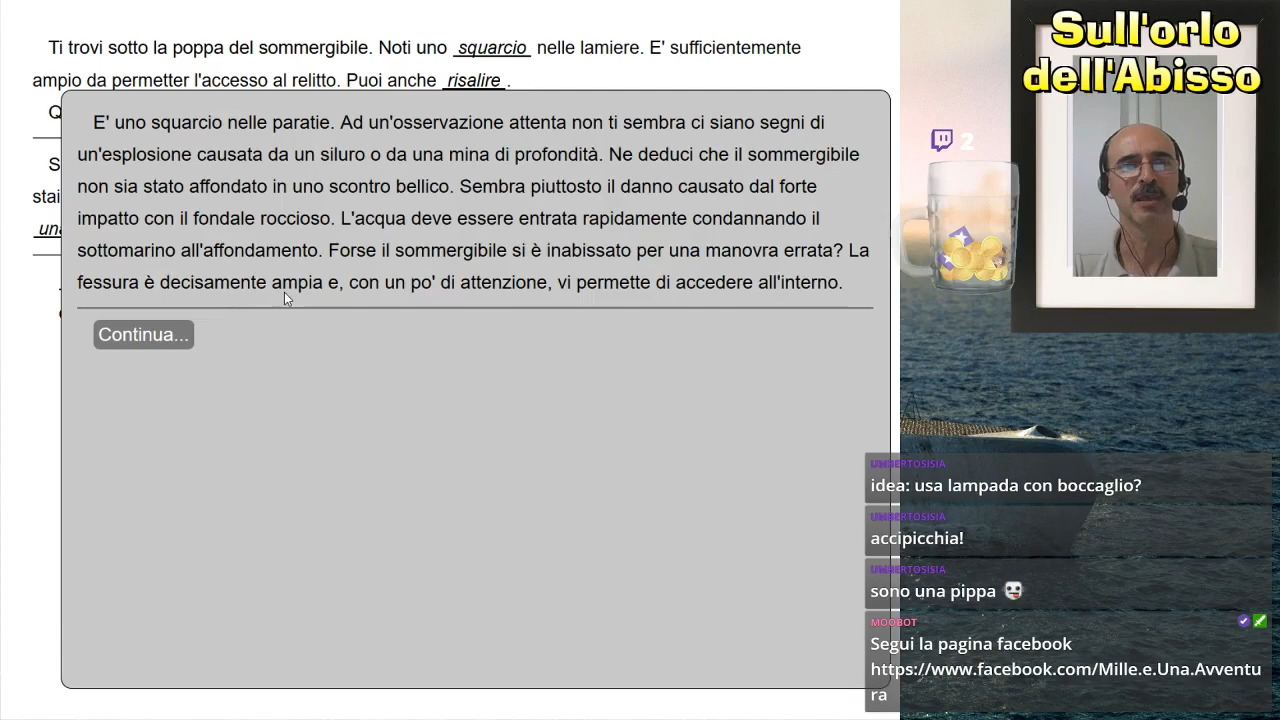 Ti trovi sotto la poppa del sommergibile. Noti uno squarcio nelle lamiere. E' sufficientemente
ampio da permetter l'accesso al relitto. Puoi anche risalire .
Q
E' uno squarcio nelle paratie. Ad un'osservazione attenta non ti sembra ci siano segni di
un'esplosione causata da un siluro o da una mina di profondità. Ne deduci che il sommergibile
non sia stato affondato in uno scontro bellico. Sembra piuttosto il danno causato dal forte
impatto con il fondale roccioso. L'acqua deve essere entrata rapidamente condannando il
sottomarino all'affondamento. Forse il sommergibile si è inabissato per una manovra errata? La
fessura è decisamente ampia e, con un po' di attenzione, vi permette di accedere all'interno.
Continua...
S
stai
una
Sull'orlo
dell'Abisso
2
UMBERTOSISIA
idea: usa lampada con boccaglio?
UMBERTOSISIA
accipicchia!
UMBERTOSISIA
sono una pippa
MOOBOT
Segui la pagina facebook
https://www.facebook.com/Mille.e.Una.Avventu
ra